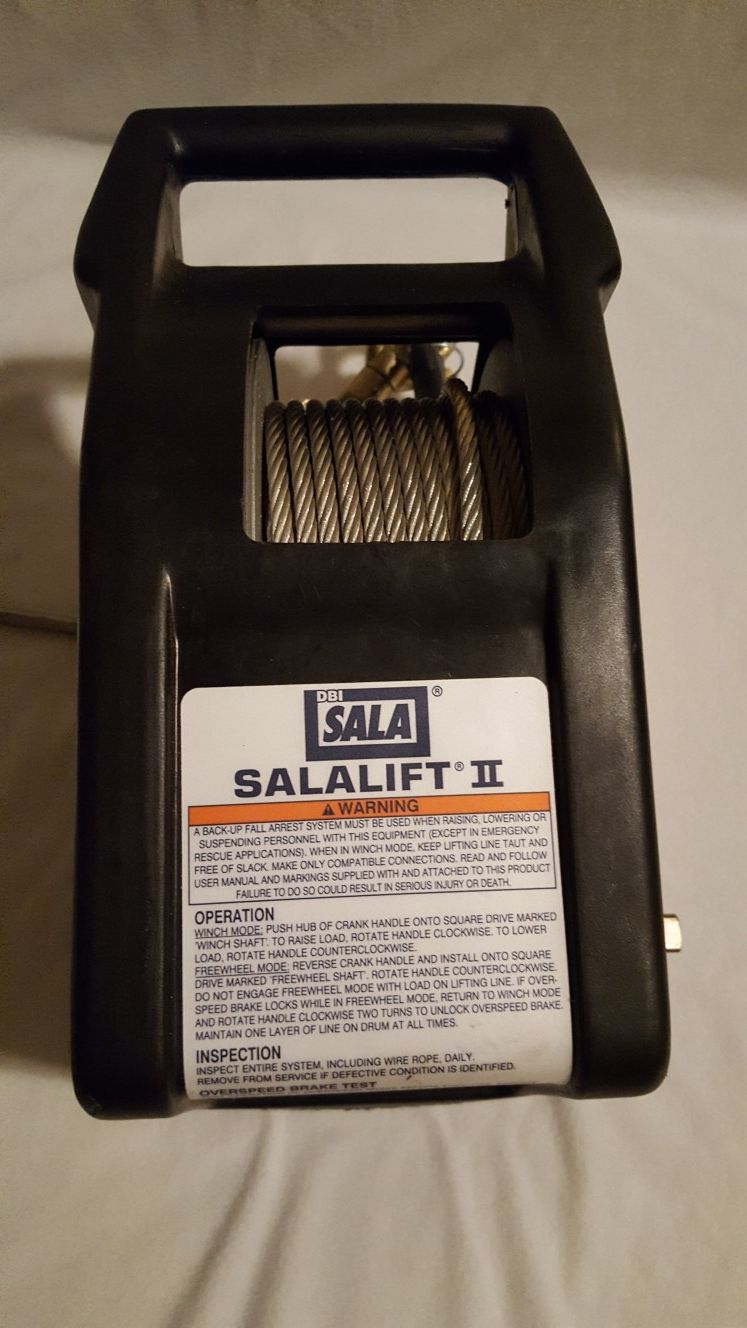 DBI
SALA®
SALALIFT® II
⚠ WARNING
A BACK-UP FALL ARREST SYSTEM MUST BE USED WHEN RAISING, LOWERING OR
SUSPENDING PERSONNEL WITH THIS EQUIPMENT (EXCEPT IN EMERGENCY
RESCUE APPLICATIONS). WHEN IN WINCH MODE, KEEP LIFTING LINE TAUT AND
FREE OF SLACK. MAKE ONLY COMPATIBLE CONNECTIONS. READ AND FOLLOW
USER MANUAL AND MARKINGS SUPPLIED WITH AND ATTACHED TO THIS PRODUCT
FAILURE TO DO SO COULD RESULT IN SERIOUS INJURY OR DEATH.
OPERATION
WINCH MODE: PUSH HUB OF CRANK HANDLE ONTO SQUARE DRIVE MARKED
'WINCH SHAFT'. TO RAISE LOAD, ROTATE HANDLE CLOCKWISE. TO LOWER
LOAD, ROTATE HANDLE COUNTERCLOCKWISE.
FREEWHEEL MODE: REVERSE CRANK HANDLE AND INSTALL ONTO SQUARE
DRIVE MARKED 'FREEWHEEL SHAFT'. ROTATE HANDLE COUNTERCLOCKWISE.
DO NOT ENGAGE FREEWHEEL MODE WITH LOAD ON LIFTING LINE. IF OVER-
SPEED BRAKE LOCKS WHILE IN FREEWHEEL MODE, RETURN TO WINCH MODE
AND ROTATE HANDLE CLOCKWISE TWO TURNS TO UNLOCK OVERSPEED BRAKE.
MAINTAIN ONE LAYER OF LINE ON DRUM AT ALL TIMES.
INSPECTION
INSPECT ENTIRE SYSTEM, INCLUDING WIRE ROPE, DAILY.
REMOVE FROM SERVICE IF DEFECTIVE CONDITION IS IDENTIFIED.
OVERSPEED BRAKE TEST